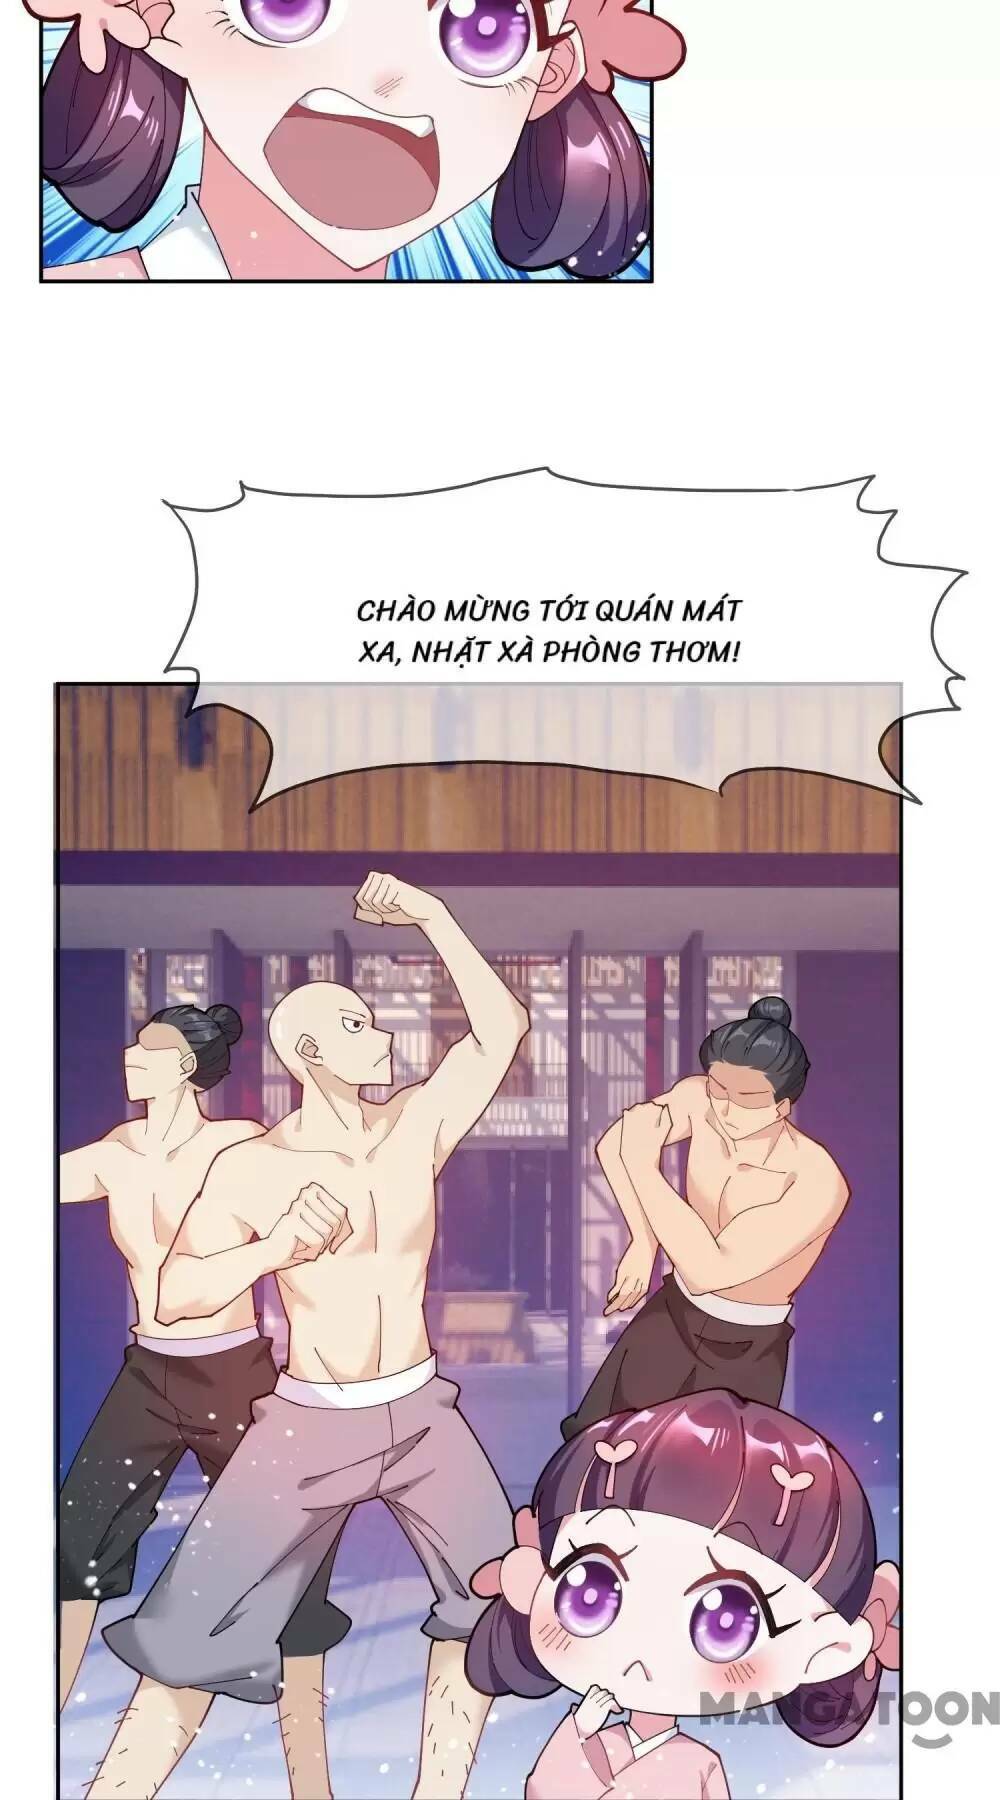 CHÀO MỪNG TỚI QUÁN MÁT
XA, NHẶT XÀ PHÒNG THƠM!
MANGATOON